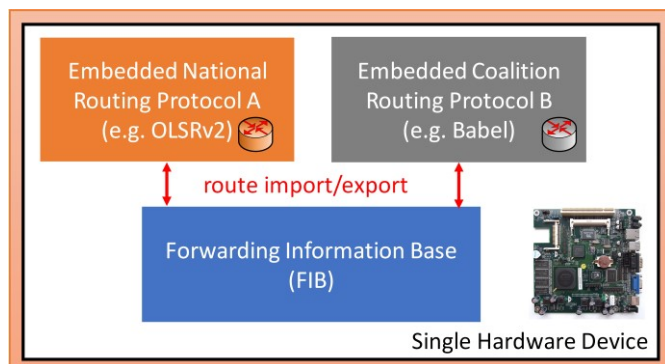 Embedded National
Routing Protocol A
(e.g. OLSRv2)
Embedded Coalition
Routing Protocol B
(e.g. Babel)
route import/export
Forwarding Information Base
(FIB)
Single Hardware Device